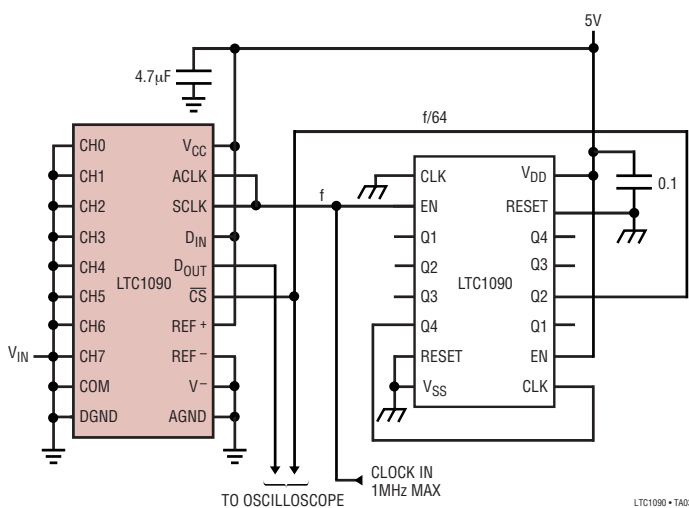 5V
4.7µF
f/64
CH0
CH1
CH2
CH3
CH4
CH5
CH6
CH7
COM
DGND
LTC1090
VCC
ACLK
SCLK
DIN
DOUT
CS
REF +
REF –
V–
AGND
VIN
f
CLK
EN
Q1
Q2
Q3
Q4
RESET
VSS
LTC1090
VDD
RESET
Q4
Q3
Q2
Q1
EN
CLK
0.1
TO OSCILLOSCOPE
CLOCK IN
1MHz MAX